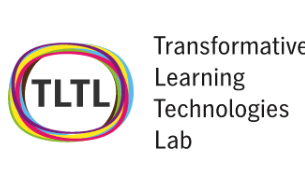 TLTL
Transformative
Learning
Technologies
Lab